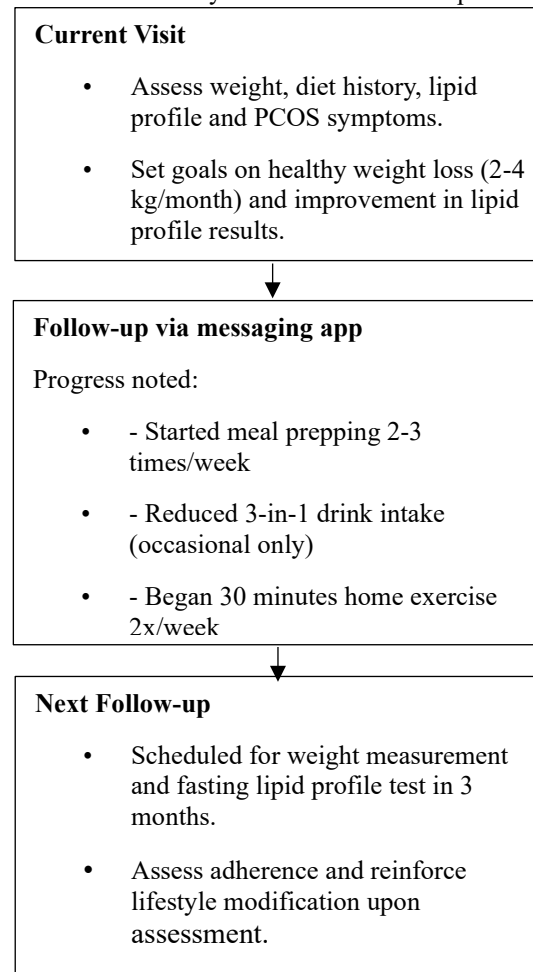 Current Visit
• Assess weight, diet history, lipid
profile and PCOS symptoms.
• Set goals on healthy weight loss (2-4
kg/month) and improvement in lipid
profile results.
Follow-up via messaging app
Progress noted:
• - Started meal prepping 2-3
times/week
• - Reduced 3-in-1 drink intake
(occasional only)
• - Began 30 minutes home exercise
2x/week
Next Follow-up
• Scheduled for weight measurement
and fasting lipid profile test in 3
months.
• Assess adherence and reinforce
lifestyle modification upon
assessment.